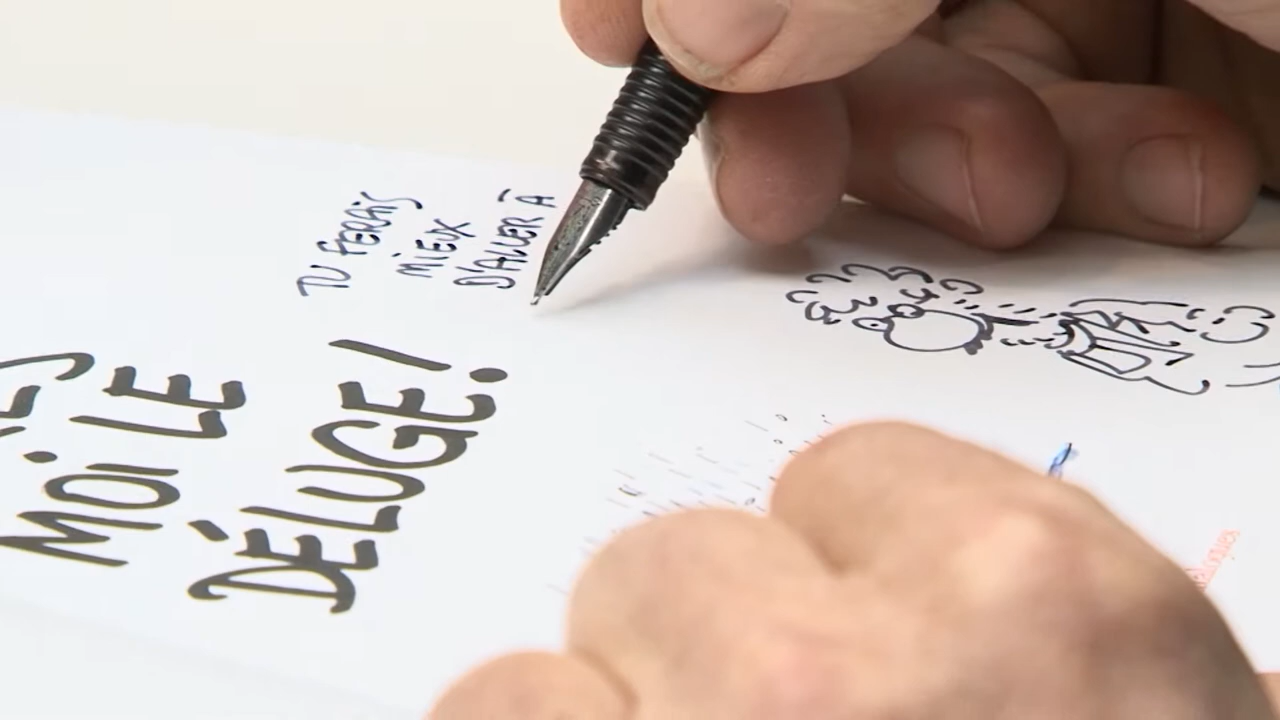 MOI LE
DÉLUGE!
TU FERAIS
MIEUX
D'ALLER À